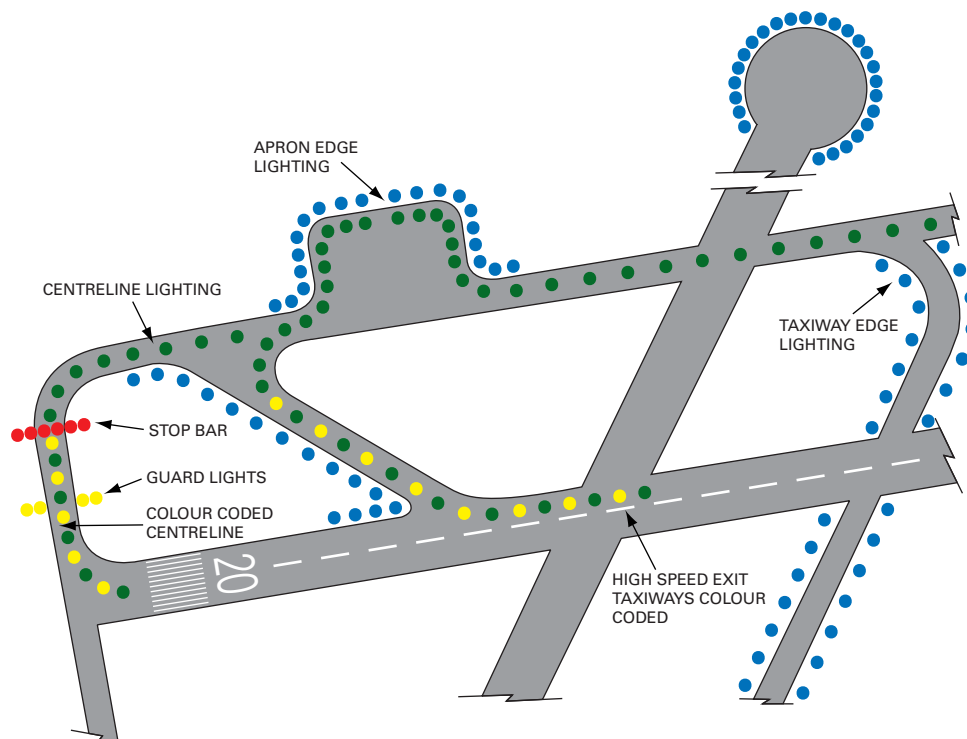 APRON EDGE
LIGHTING
CENTRELINE LIGHTING
TAXIWAY EDGE
LIGHTING
STOP BAR
GUARD LIGHTS
COLOUR CODED
CENTRELINE
20
HIGH SPEED EXIT
TAXIWAYS COLOUR
CODED